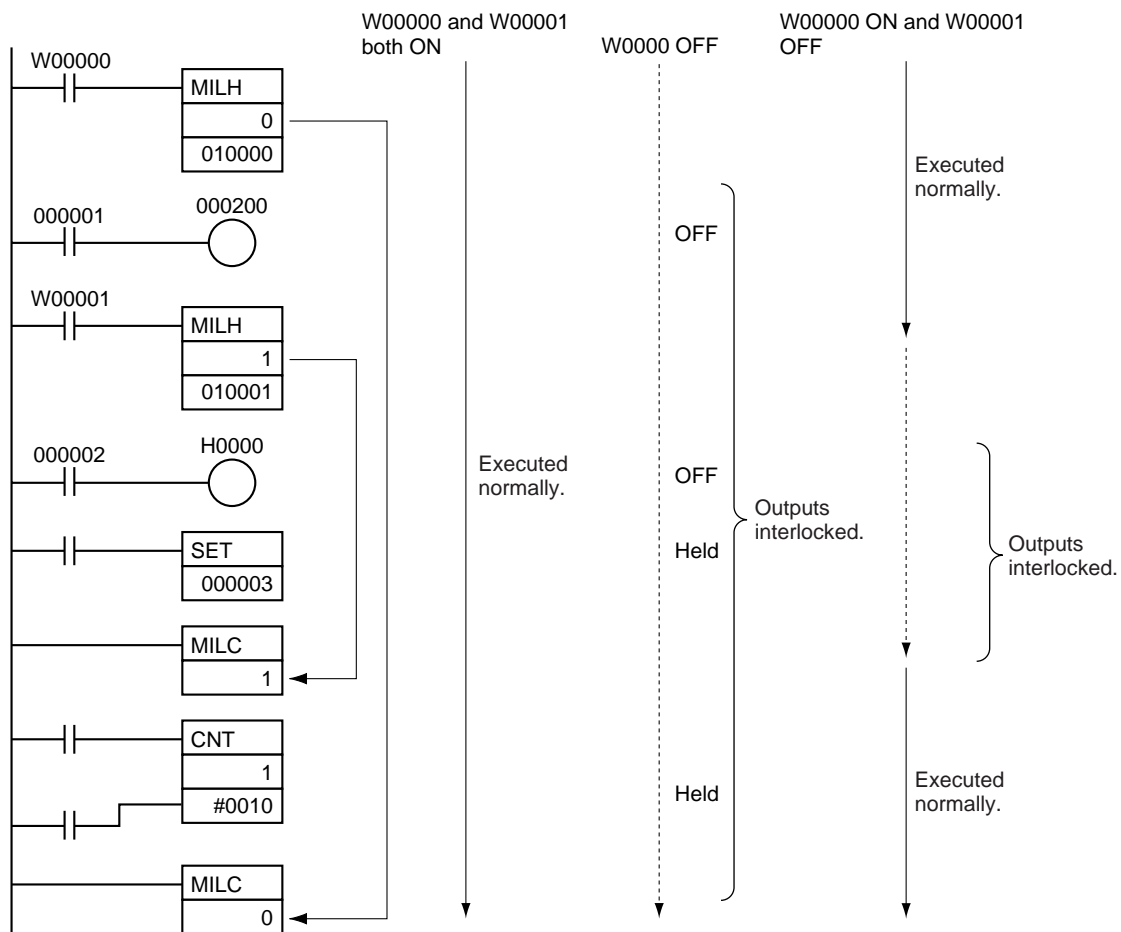 W00000 and W00001
both ON
W0000 OFF
W00000 ON and W00001
OFF
W00000
MILH
0
010000
000001
000200
W00001
MILH
1
010001
000002
H0000
SET
000003
MILC
1
CNT
1
#0010
MILC
0
Executed
normally.
OFF
OFF
Held
Held
Outputs
interlocked.
Executed
normally.
Outputs
interlocked.
Executed
normally.